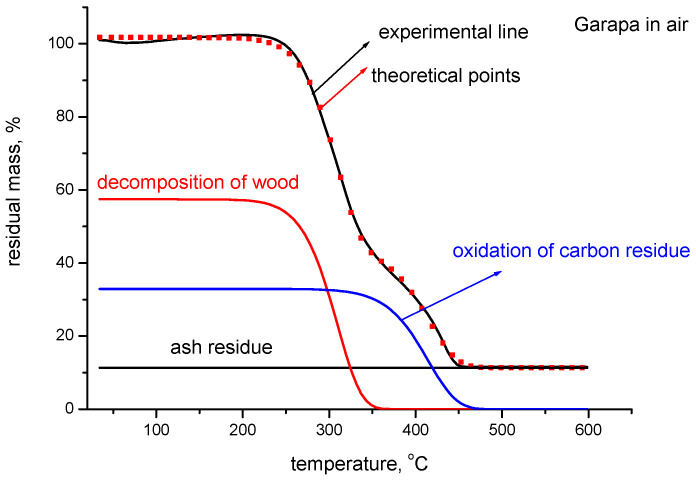 Garapa in air
experimental line
theoretical points
decomposition of wood
oxidation of carbon residue
ash residue
residual mass, %
100
80
60
40
20
0
100 200 300 400 500 600
temperature, °C